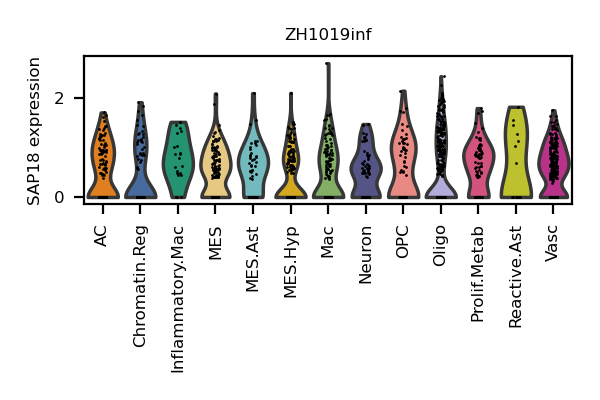 ZH1019inf
SAP18 expression
2
0
AC
Chromatin.Reg
Inflammatory.Mac
MES
MES.Ast
MES.Hyp
Mac
Neuron
OPC
Oligo
Prolif.Metab
Reactive.Ast
Vasc